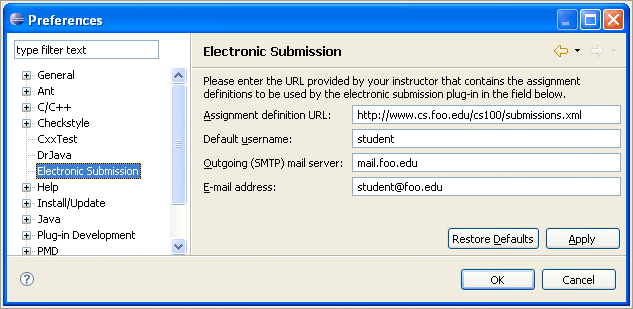 Preferences
type filter text
General
Ant
C/C++
Checkstyle
CxxTest
DrJava
Electronic Submission
Help
Install/Update
Java
Plug-in Development
PMD
Electronic Submission
Please enter the URL provided by your instructor that contains the assignment
definitions to be used by the electronic submission plug-in in the field below.
Assignment definition URL: http://www.cs.foo.edu/cs100/submissions.xml
Default username: student
Outgoing (SMTP) mail server: mail.foo.edu
E-mail address: student@foo.edu
Restore Defaults Apply
? OK Cancel